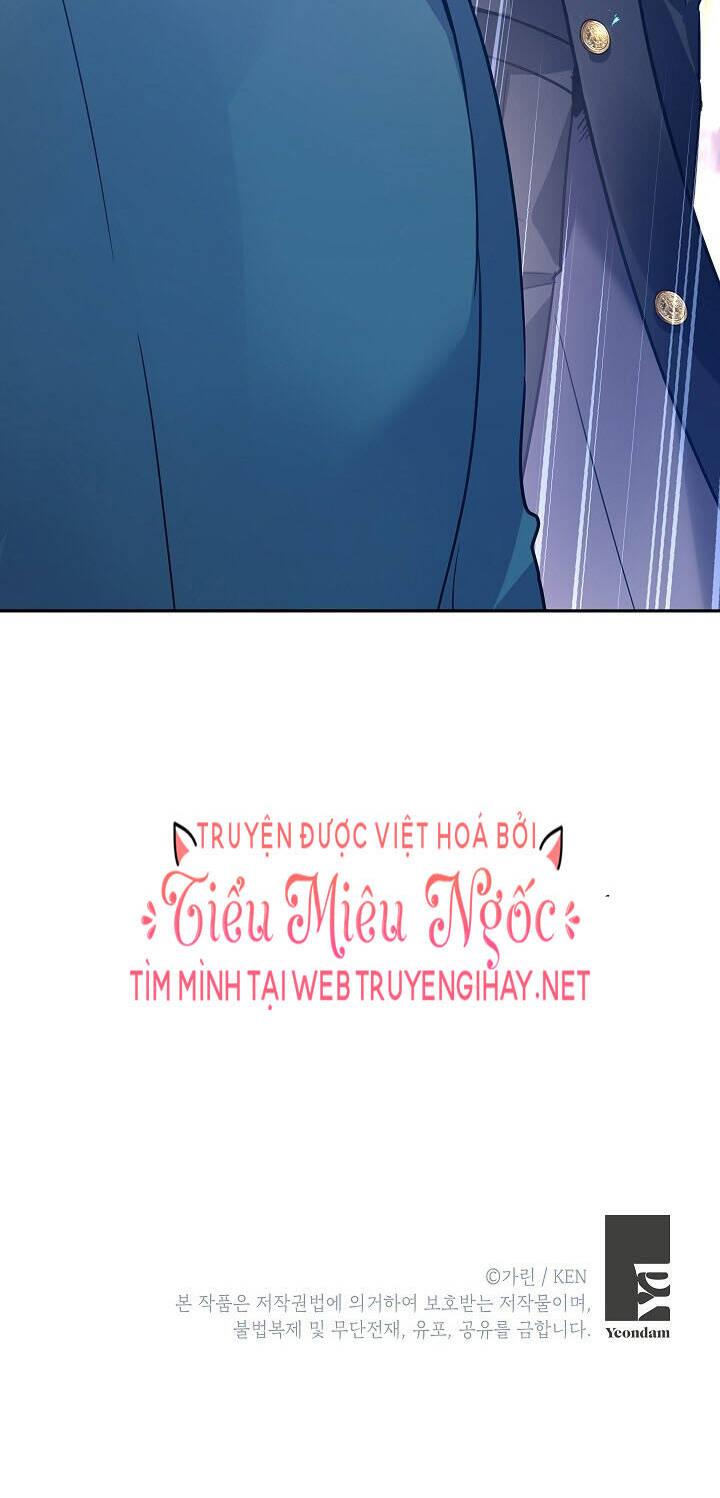 TRUYỆN ĐƯỢC VIỆT HOÁ BỞI
Tiểu Miêu Ngốc
TÌM MÌNH TẠI WEB TRUYENGIHAY.NET
©가린 / KEN
본 작품은 저작권법에 의거하여 보호받는 저작물이며,
불법복제 및 무단전재, 유포, 공유를 금합니다.
Ya
Yeondam